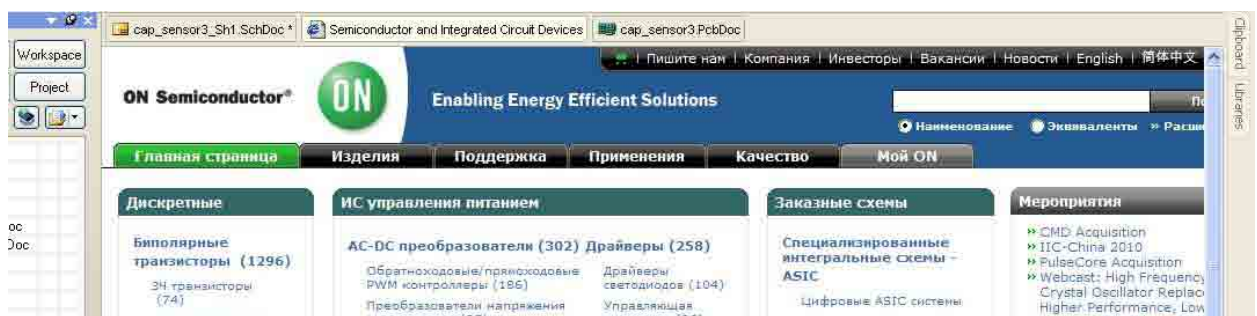 cap_sensor3_Sh1.SchDoc * Semiconductor and Integrated Circuit Devices cap_sensor3.PcbDoc
Clipboard
Libraries
Workspace
Project
Пишите нам | Компания | Инвесторы | Вакансии | Новости | English | 简体中文
ON Semiconductor®
ON
Enabling Energy Efficient Solutions
Наименование Эквиваленты »
Главная страница Изделия Поддержка Применения Качество Мой ON
Дискретные
Биполярные
транзисторы (1296)
ЗЧ транзисторы
(74)
ИС управления питанием
AC-DC преобразователи (302) Драйверы (258)
Обратноходовые/прямоходовые
PWM контроллеры (186)
Преобразователи напряжения
Драйверы
светодиодов (104)
Управляющая
Заказные схемы
Специализированные
интегральные схемы -
ASIC
Цифровые ASIC системы
Мероприятия
» CMD Acquisition
» IIC-China 2010
» PulseCore Acquisition
» Webcast: High Frequency
Crystal Oscillator
Higher Performance, Low
oc
Doc